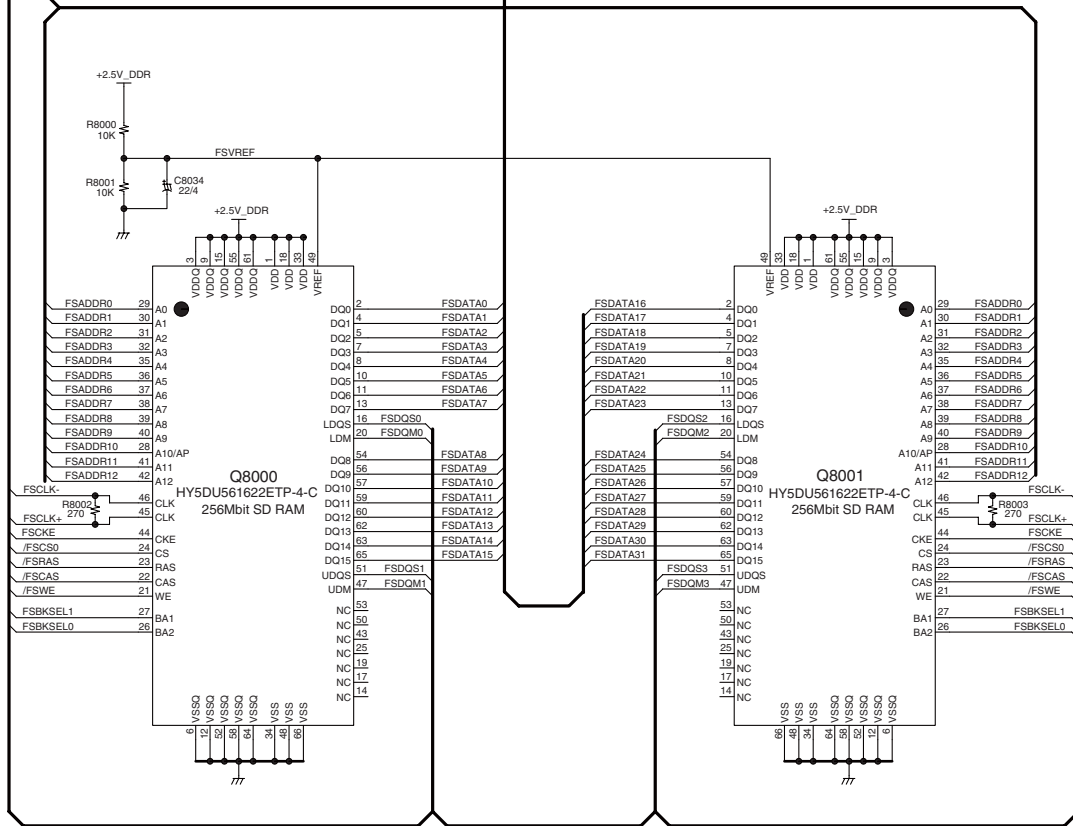 +2.5V_DDR
R8000
10K
FSVREF
R8001
10K
C8034
22/4
+2.5V_DDR
3 9 15 55 61 1 18 33 49
VDDQ VDDQ VDDQ VDDQ VDDQ VDD VDD VDD VREF
FSADDR0 29 A0
FSADDR1 30 A1
FSADDR2 31 A2
FSADDR3 32 A3
FSADDR4 35 A4
FSADDR5 36 A5
FSADDR6 37 A6
FSADDR7 38 A7
FSADDR8 39 A8
FSADDR9 40 A9
FSADDR10 28 A10/AP
FSADDR11 41 A11
FSADDR12 42 A12
FSCLK- 46 CLK
R8002
270
FSCLK+ 45 CLK
FSCKE 44 CKE
/FSCS0 24 CS
/FSRAS 23 RAS
/FSCAS 22 CAS
/FSWE 21 WE
FSBKSEL1 27 BA1
FSBKSEL0 26 BA2
Q8000
HY5DU561622ETP-4-C
256Mbit SD RAM
DQ0 2 FSDATA0
DQ1 4 FSDATA1
DQ2 5 FSDATA2
DQ3 7 FSDATA3
DQ4 8 FSDATA4
DQ5 10 FSDATA5
DQ6 11 FSDATA6
DQ7 13 FSDATA7
LDQS 16 FSDQS0
LDM 20 FSDQM0
DQ8 54 FSDATA8
DQ9 56 FSDATA9
DQ10 57 FSDATA10
DQ11 59 FSDATA11
DQ12 60 FSDATA12
DQ13 62 FSDATA13
DQ14 63 FSDATA14
DQ15 65 FSDATA15
UDQS 51 FSDQS1
UDM 47 FSDQM1
NC 53
NC 50
NC 43
NC 25
NC 19
NC 17
NC 14
VSSQ VSSQ VSSQ VSSQ VSSQ VSS VSS VSS
6 12 52 58 64 34 48 66
+2.5V_DDR
49 33 18 1 61 55 15 9 3
VREF VDD VDD VDD VDDQ VDDQ VDDQ VDDQ VDDQ
FSDATA16 2 DQ0
FSDATA17 4 DQ1
FSDATA18 5 DQ2
FSDATA19 7 DQ3
FSDATA20 8 DQ4
FSDATA21 10 DQ5
FSDATA22 11 DQ6
FSDATA23 13 DQ7
FSDQS2 16 LDQS
FSDQM2 20 LDM
FSDATA24 54 DQ8
FSDATA25 56 DQ9
FSDATA26 57 DQ10
FSDATA27 59 DQ11
FSDATA28 60 DQ12
FSDATA29 62 DQ13
FSDATA30 63 DQ14
FSDATA31 65 DQ15
FSDQS3 51 UDQS
FSDQM3 47 UDM
53 NC
50 NC
43 NC
25 NC
19 NC
17 NC
14 NC
Q8001
HY5DU561622ETP-4-C
256Mbit SD RAM
A0 29 FSADDR0
A1 30 FSADDR1
A2 31 FSADDR2
A3 32 FSADDR3
A4 35 FSADDR4
A5 36 FSADDR5
A6 37 FSADDR6
A7 38 FSADDR7
A8 39 FSADDR8
A9 40 FSADDR9
A10/AP 28 FSADDR10
A11 41 FSADDR11
A12 42 FSADDR12
CLK 46 FSCLK-
R8003
270
CLK 45 FSCLK+
CKE 44 FSCKE
CS 24 /FSCS0
RAS 23 /FSRAS
CAS 22 /FSCAS
WE 21 /FSWE
BA1 27 FSBKSEL1
BA2 26 FSBKSEL0
VSS VSS VSS VSSQ VSSQ VSSQ VSSQ VSSQ
66 48 34 64 58 52 12 6